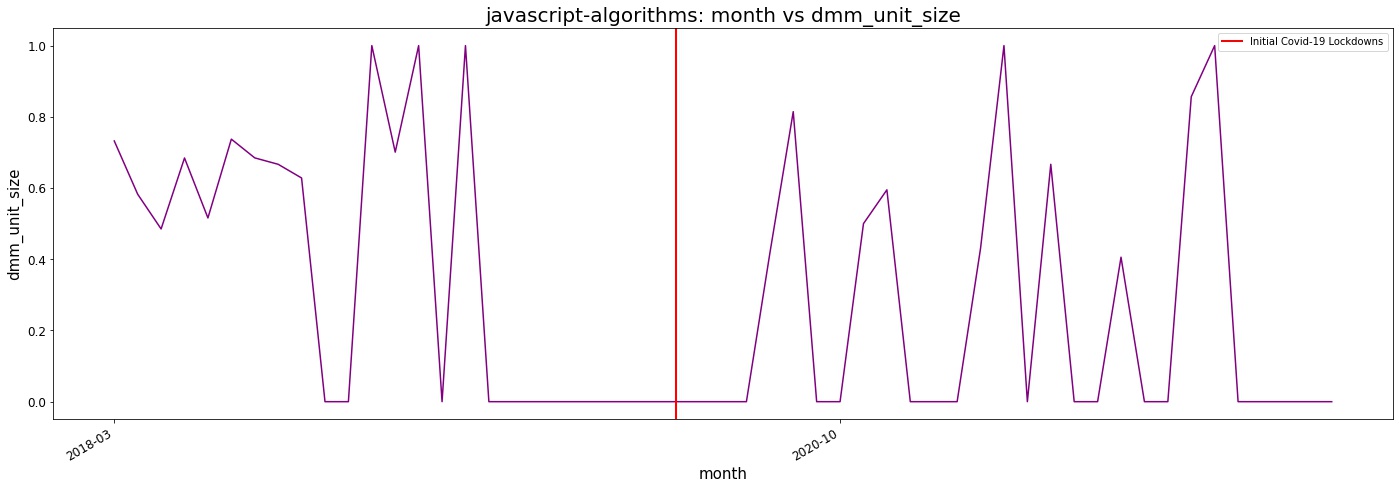 javascript-algorithms: month vs dmm_unit_size
Initial Covid-19 Lockdowns
1.0
0.8
0.6
0.4
0.2
0.0
dmm_unit_size
2018-03
2020-10
month